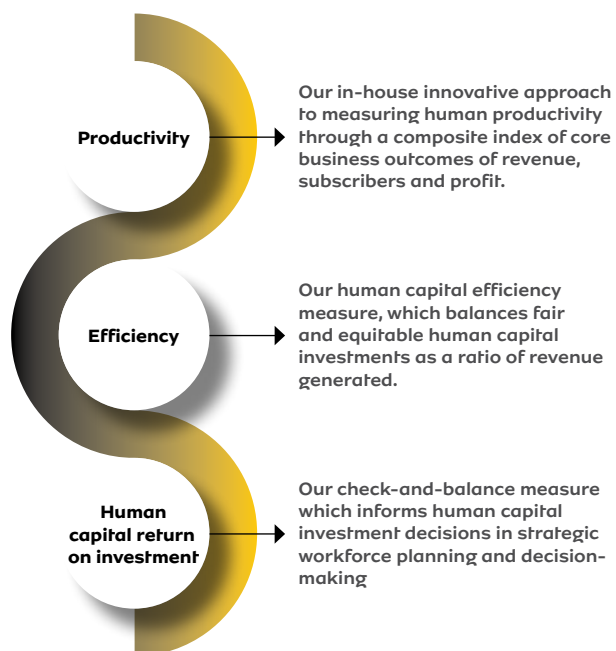 Productivity
Our in-house innovative approach
to measuring human productivity
through a composite index of core
business outcomes of revenue,
subscribers and profit.
Efficiency
Our human capital efficiency
measure, which balances fair
and equitable human capital
investments as a ratio of revenue
generated.
Human
capital return
on investment
Our check-and-balance measure
which informs human capital
investment decisions in strategic
workforce planning and decision-
making